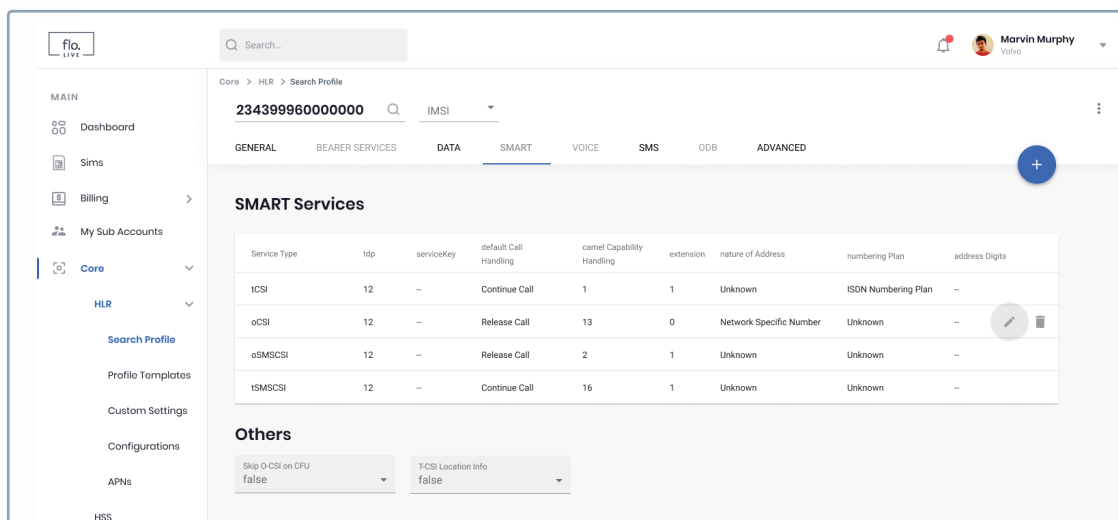 flo.
LIVE
Search...
Marvin Murphy
Volvo
MAIN
Dashboard
Sims
Billing
My Sub Accounts
Core
HLR
Search Profile
Profile Templates
Custom Settings
Configurations
APNs
HSS
Core > HLR > Search Profile
234399960000000 IMSI
GENERAL BEARER SERVICES DATA SMART VOICE SMS ODB ADVANCED
+
SMART Services
Service Type tdp serviceKey default Call Handling camel Capability Handling extension nature of Address numbering Plan address Digits
tCSI 12 -- Continue Call 1 1 Unknown ISDN Numbering Plan --
oCSI 12 -- Release Call 13 0 Network Specific Number Unknown --
oSMSCSI 12 -- Release Call 2 1 Unknown Unknown --
tSMSCSI 12 -- Continue Call 16 1 Unknown Unknown --
Others
Skip O-CSI on CFU
false
T-CSI Location Info
false